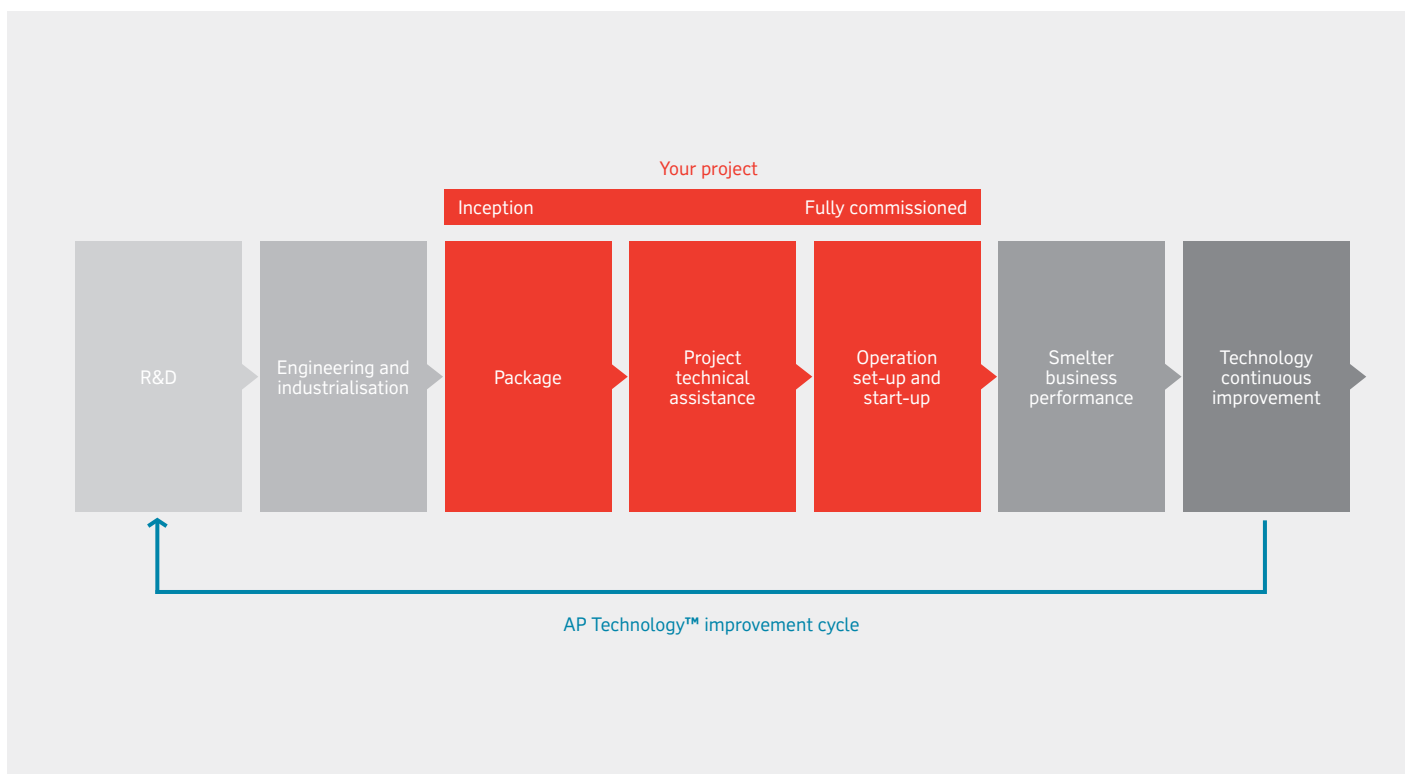 Your project
Inception
Fully commissioned
R&D
Engineering and
industrialisation
Package
Project
technical
assistance
Operation
set-up and
start-up
Smelter
business
performance
Technology
continuous
improvement
AP Technology™ improvement cycle